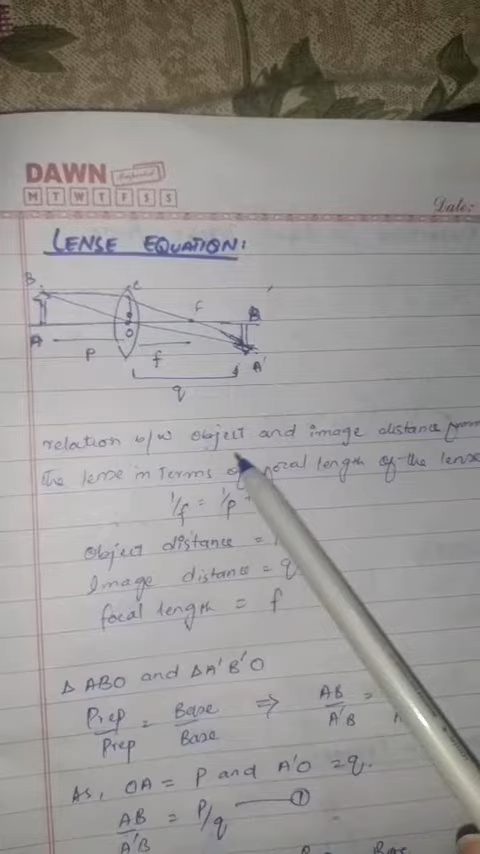 DAWN
M T W T F S S
Date:
LENSE EQUATION:
B C
F B
A O A'
P f
q
relation b/w object and image distance from
the lense in terms of focal length of the lense
1/f = 1/p +
Object distance =
Image distance = q
focal length = f
Δ ABO and Δ A'B'O
Prep/Prep = Base/Base ⇒ AB/A'B =
As, OA = P and A'O = q.
AB/A'B = P/q ——— ①